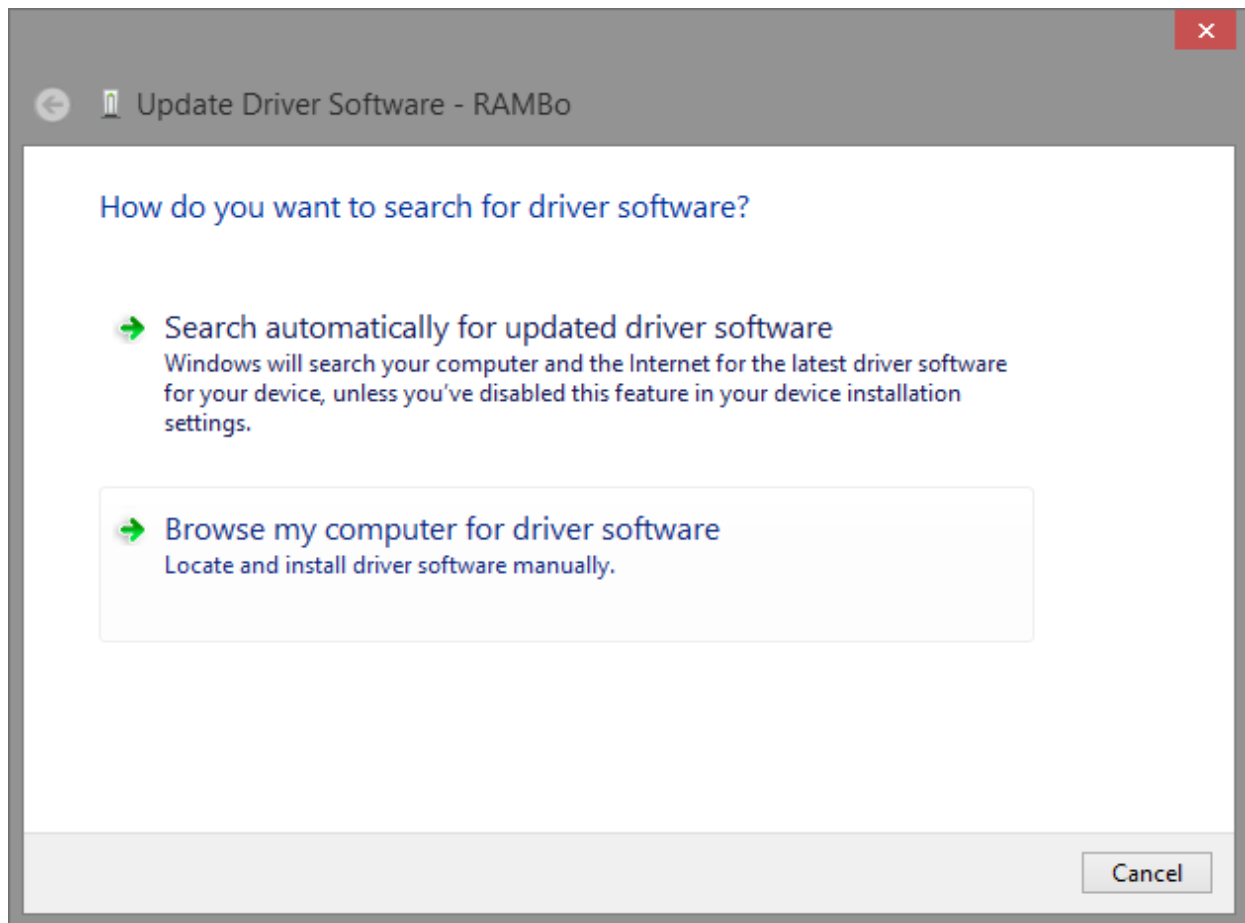 Update Driver Software - RAMBo
How do you want to search for driver software?
Search automatically for updated driver software
Windows will search your computer and the Internet for the latest driver software
for your device, unless you've disabled this feature in your device installation
settings.
Browse my computer for driver software
Locate and install driver software manually.
Cancel